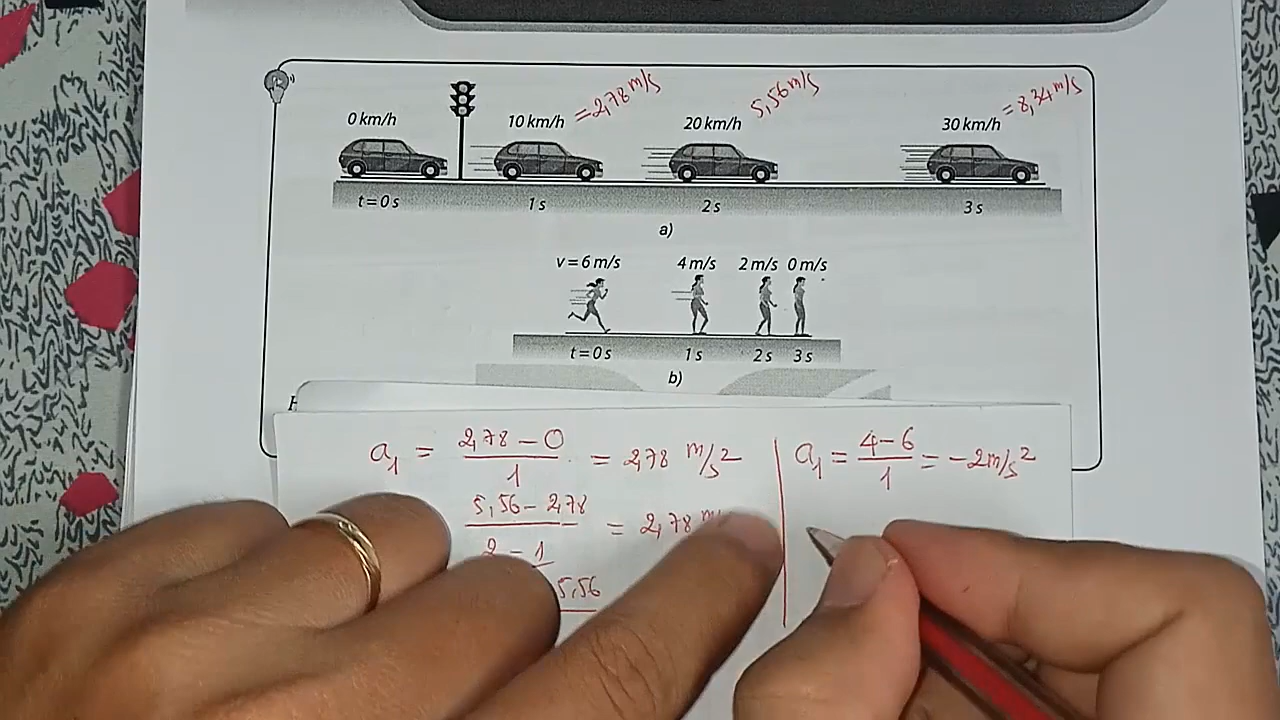 = 2,78 m/s
5,56 m/s
= 8,34 m/s
0 km/h 10 km/h 20 km/h 30 km/h
t = 0 s 1 s 2 s 3 s
a)
v = 6 m/s 4 m/s 2 m/s 0 m/s
t = 0 s 1 s 2 s 3 s
b)
a₁ = (2,78 – 0)/1 = 2,78 m/s² a₁ = (4 – 6)/1 = –2 m/s²
(5,56 – 2,78)/(2 – 1) = 2,78
5,56